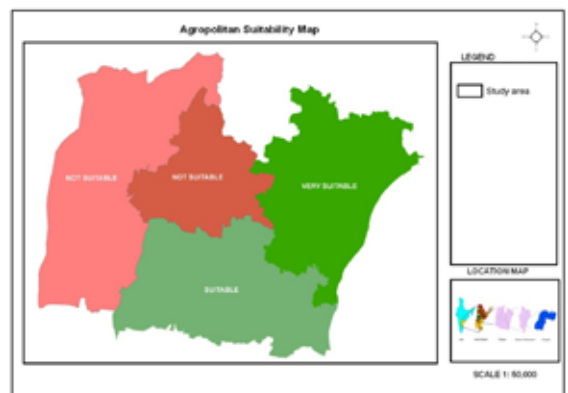 Agropolitan Suitability Map
LEGEND
Study area
NOT SUITABLE
NOT SUITABLE
VERY SUITABLE
SUITABLE
LOCATION MAP
SCALE 1: 50,000